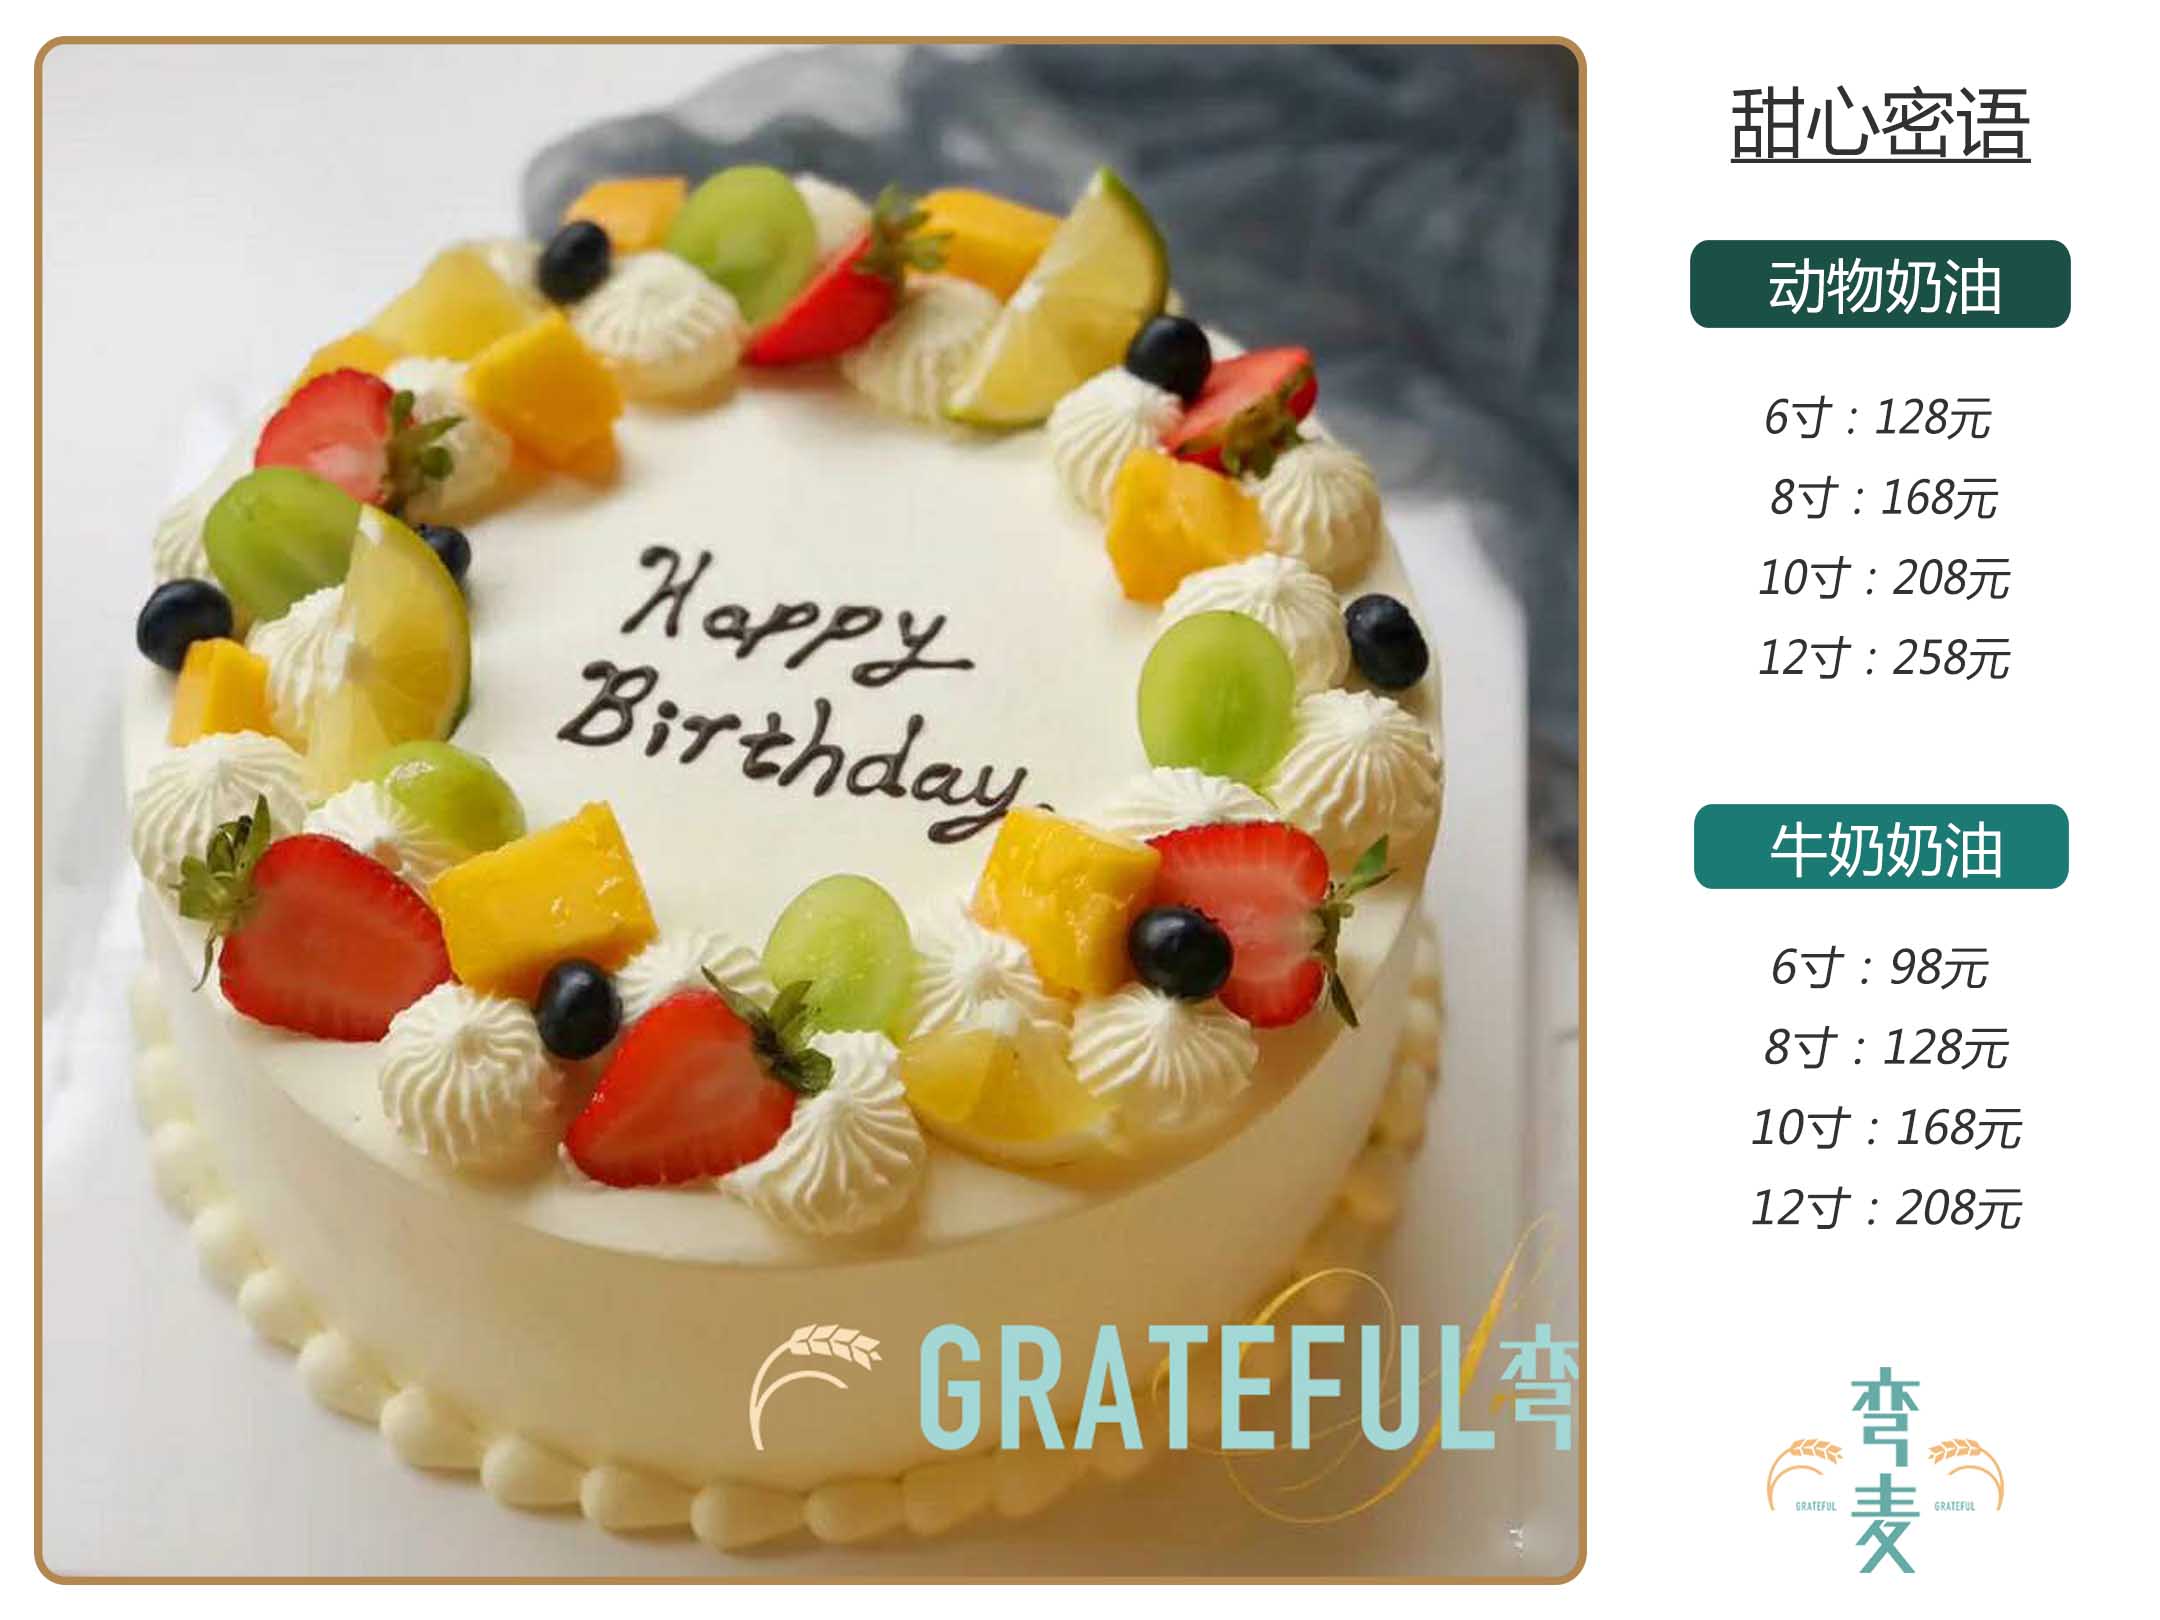 Happy
Birthday.
GRATEFUL弯
甜心密语
动物奶油
6寸：128元
8寸：168元
10寸：208元
12寸：258元
牛奶奶油
6寸：98元
8寸：128元
10寸：168元
12寸：208元
弯麦
GRATEFUL
GRATEFUL